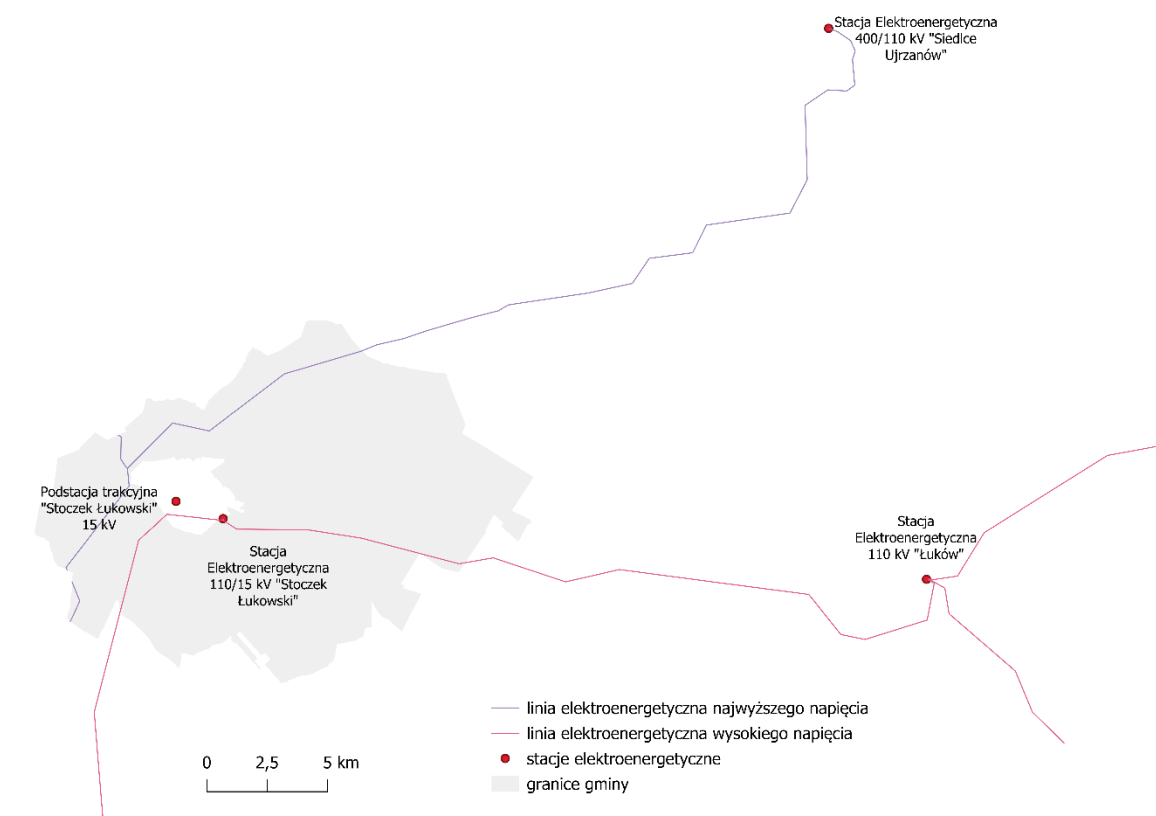 Stacja Elektroenergetyczna
400/110 kV "Siedlce
Ujrzanów"
Podstacja trakcyjna
"Stoczek Łukowski"
15 kV
Stacja
Elektroenergetyczna
110/15 kV "Stoczek
Łukowski"
Stacja
Elektroenergetyczna
110 kV "Łuków"
linia elektroenergetyczna najwyższego napięcia
linia elektroenergetyczna wysokiego napięcia
stacje elektroenergetyczne
granice gminy
0 2,5 5 km